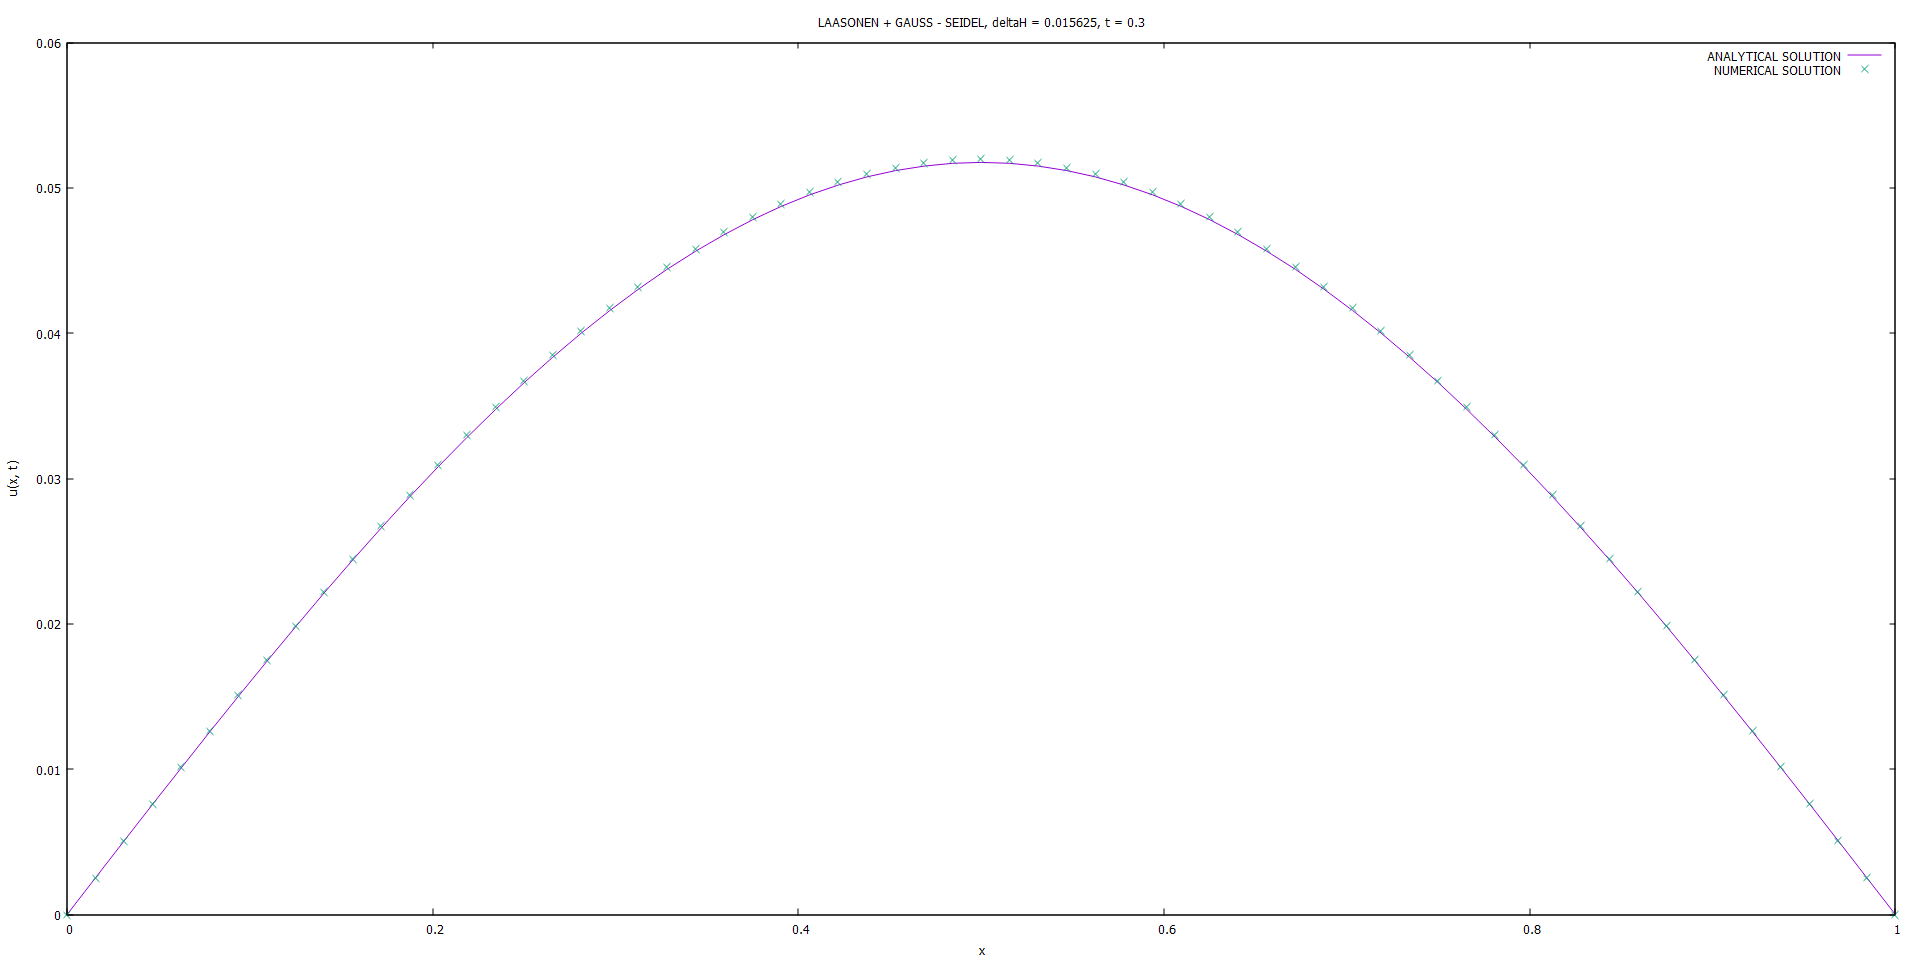 LAASONEN + GAUSS - SEIDEL, deltaH = 0.015625, t = 0.3
ANALYTICAL SOLUTION
NUMERICAL SOLUTION
0.06
0.05
0.04
0.03
0.02
0.01
0
u(x, t)
0 0.2 0.4 0.6 0.8 1
x